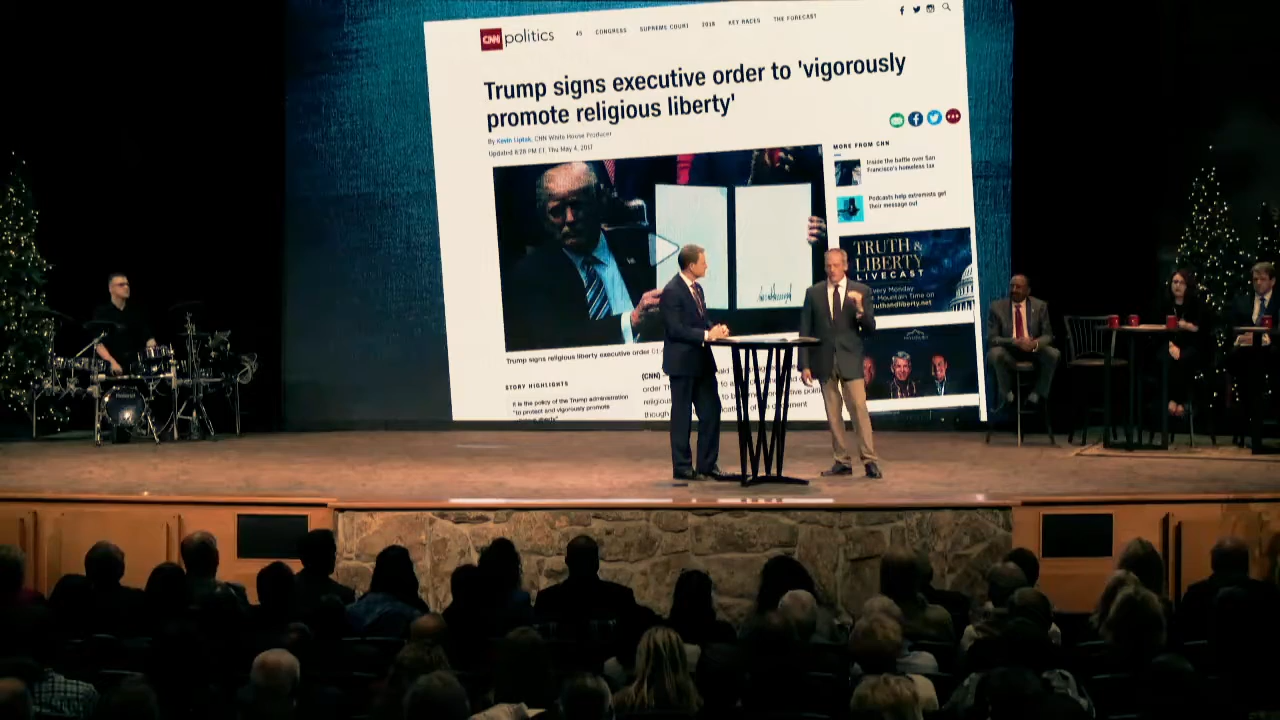 CNN politics 45 CONGRESS SUPREME COURT 2018 KEY RACES THE FORECAST
Trump signs executive order to 'vigorously
promote religious liberty'
By Kevin Liptak, CNN White House Producer
Updated 8:28 PM ET, Thu May 4, 2017
MORE FROM CNN
Inside the battle over San
Francisco's homeless tax
Podcasts help extremists get
their message out
TRUTH &
LIBERTY
LIVECAST
Every Monday
Mountain Time on
Trump signs religious liberty executive order
STORY HIGHLIGHTS
It is the policy of the Trump administration
"to protect and vigorously promote
(CNN)
order
religious
though